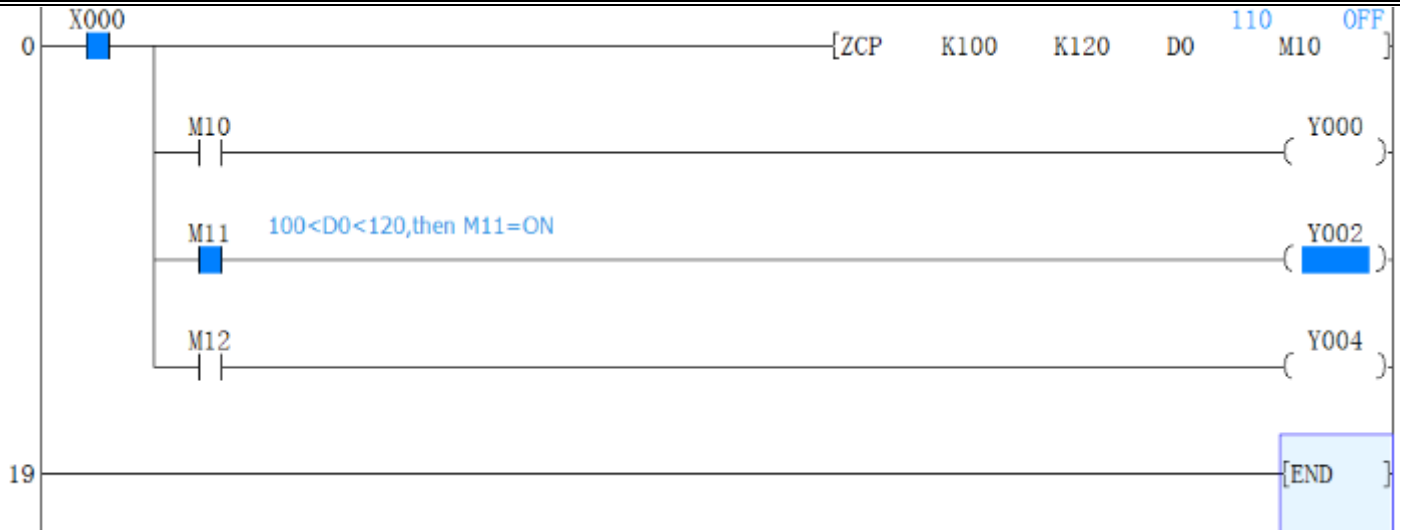 X000 110 OFF
0 [ZCP K100 K120 D0 M10 ]
M10 Y000
( )
M11 100<D0<120,then M11=ON Y002
( )
M12 Y004
( )
19 [END ]